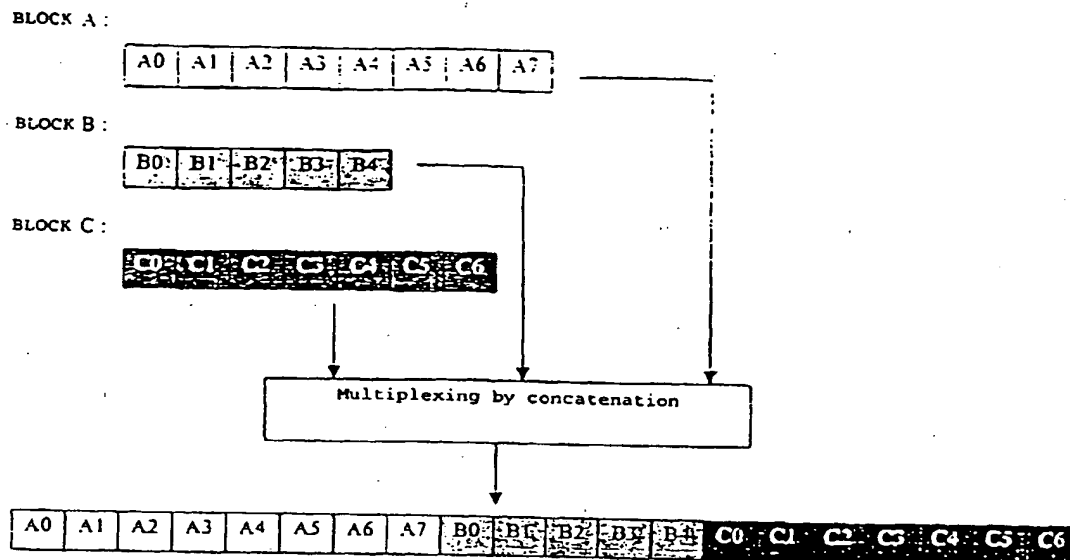 BLOCK A :
A0 A1 A2 A3 A4 A5 A6 A7
BLOCK B :
B0 B1 B2 B3 B4
BLOCK C :
C0 C1 C2 C3 C4 C5 C6
Multiplexing by concatenation
A0 A1 A2 A3 A4 A5 A6 A7 B0 B1 B2 B3 B4 C0 C1 C2 C3 C4 C5 C6